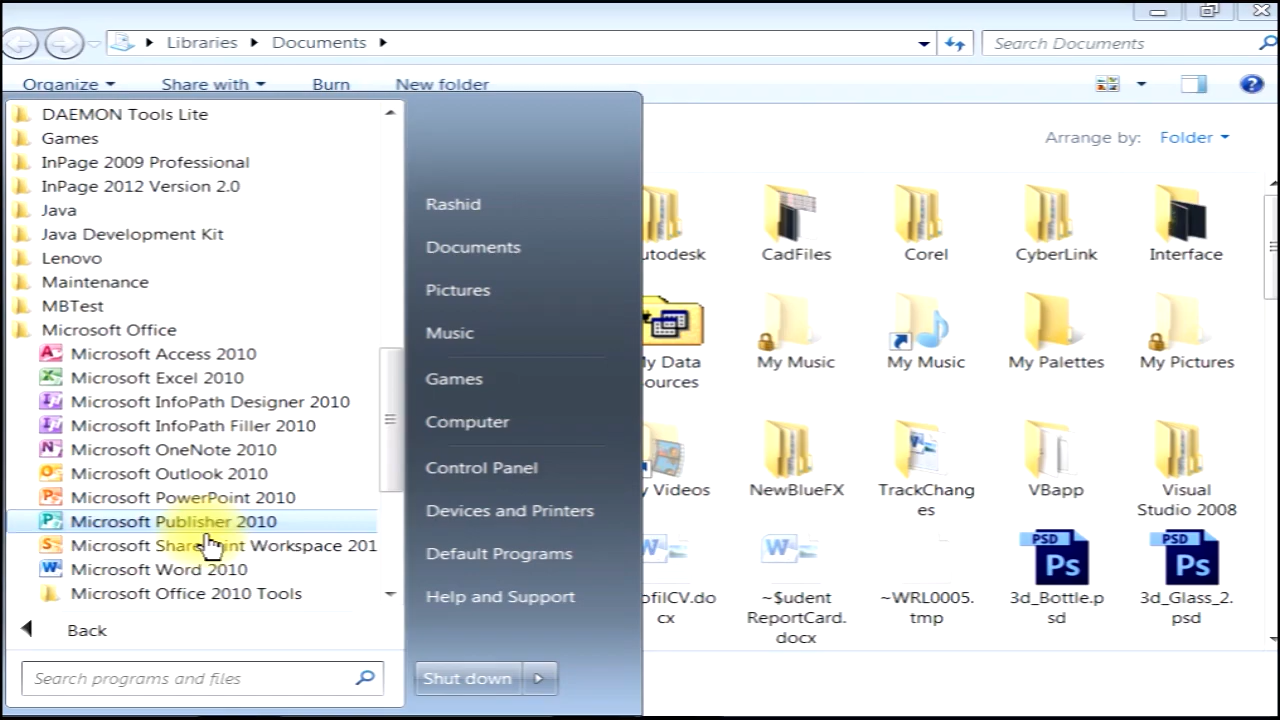 Libraries Documents
Search Documents
Organize Share with Burn New folder
Arrange by: Folder
DAEMON Tools Lite
Games
InPage 2009 Professional
InPage 2012 Version 2.0
Java
Java Development Kit
Lenovo
Maintenance
MBTest
Microsoft Office
Microsoft Access 2010
Microsoft Excel 2010
Microsoft InfoPath Designer 2010
Microsoft InfoPath Filler 2010
Microsoft OneNote 2010
Microsoft Outlook 2010
Microsoft PowerPoint 2010
Microsoft Publisher 2010
Microsoft Workspace 201
Microsoft Word 2010
Microsoft Office 2010 Tools
Back
Search programs and files
Rashid
Documents
Pictures
Music
Games
Computer
Control Panel
Devices and Printers
Default Programs
Help and Support
Shut down
utodesk CadFiles Corel CyberLink Interface
My Data My Music My Music My Palettes My Pictures
ources
Videos NewBlueFX TrackChang VBapp Visual
es Studio 2008
PSD PSD
Ps Ps
ofilCV.do ~$udent ~WRL0005. 3d_Bottle.p 3d_Glass_2.
cx ReportCard. tmp sd psd
docx